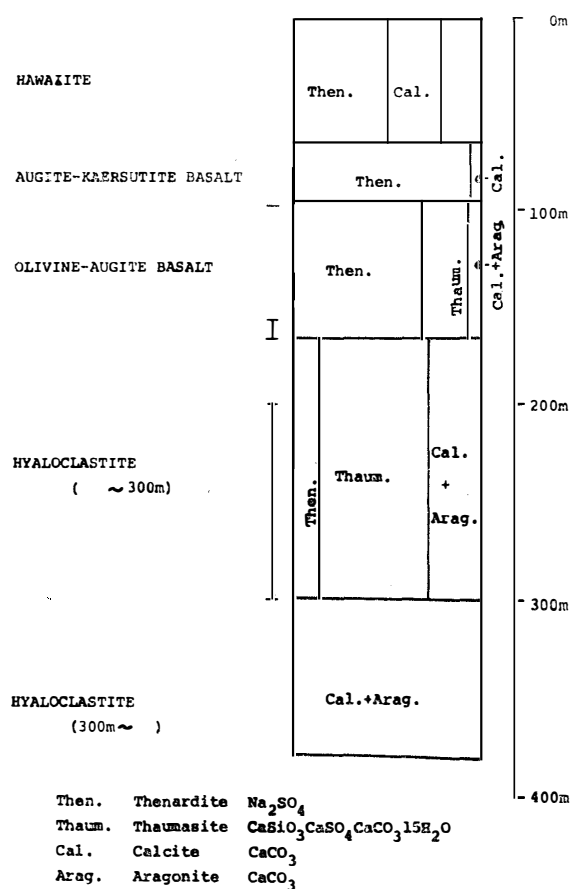 0m
HAWAIITE
Then.
Cal.
AUGITE-KAERSUTITE BASALT
Then.
Cal.
100m
OLIVINE-AUGITE BASALT
Then.
Thaum.
Cal.+Arag.
200m
HYALOCLASTITE
( ~300m)
Then.
Thaum.
Cal.
+
Arag.
300m
HYALOCLASTITE
(300m~ )
Cal.+Arag.
400m
Then. Thenardite Na2SO4
Thaum. Thaumasite CaSiO3CaSO4CaCO315H2O
Cal. Calcite CaCO3
Arag. Aragonite CaCO3